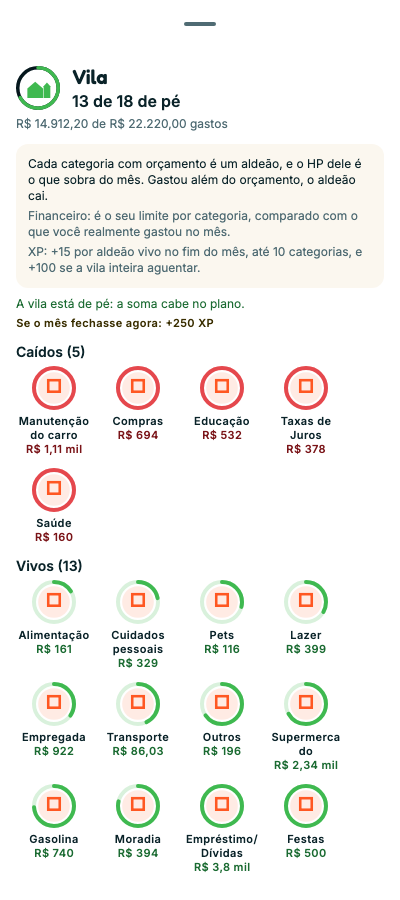 Vila
13 de 18 de pé
R$ 14.912,20 de R$ 22.220,00 gastos
Cada categoria com orçamento é um aldeão, e o HP dele é
o que sobra do mês. Gastou além do orçamento, o aldeão
cai.
Financeiro: é o seu limite por categoria, comparado com o
que você realmente gastou no mês.
XP: +15 por aldeão vivo no fim do mês, até 10 categorias, e
+100 se a vila inteira aguentar.
A vila está de pé: a soma cabe no plano.
Se o mês fechasse agora: +250 XP
Caídos (5)
Manutenção
do carro
R$ 1,11 mil
Compras
R$ 694
Educação
R$ 532
Taxas de
Juros
R$ 378
Saúde
R$ 160
Vivos (13)
Alimentação
R$ 161
Cuidados
pessoais
R$ 329
Pets
R$ 116
Lazer
R$ 399
Empregada
R$ 922
Transporte
R$ 86,03
Outros
R$ 196
Supermerca
do
R$ 2,34 mil
Gasolina
R$ 740
Moradia
R$ 394
Empréstimo/
Dívidas
R$ 3,8 mil
Festas
R$ 500